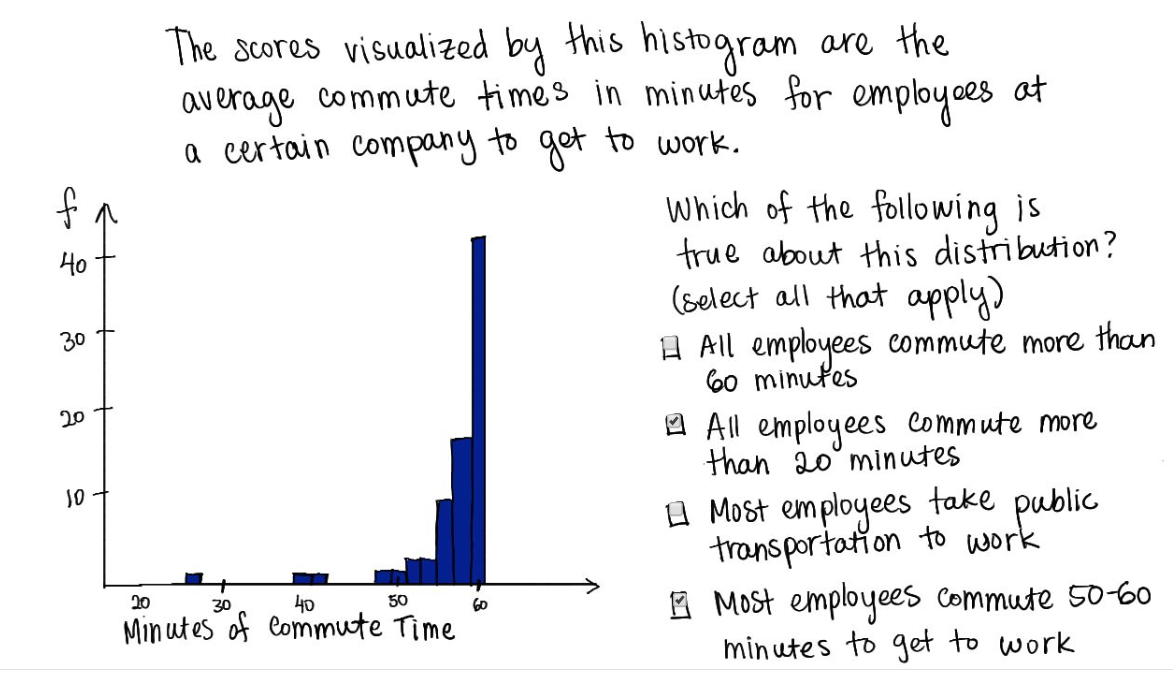 The scores visualized by this histogram are the
average commute times in minutes for employees at
a certain company to get to work.
f
40
30
20
10
20 30 40 50 60
Minutes of Commute Time
Which of the following is
true about this distribution?
(select all that apply)
All employees commute more than
60 minutes
All employees commute more
than 20 minutes
Most employees take public
transportation to work
Most employees commute 50-60
minutes to get to work